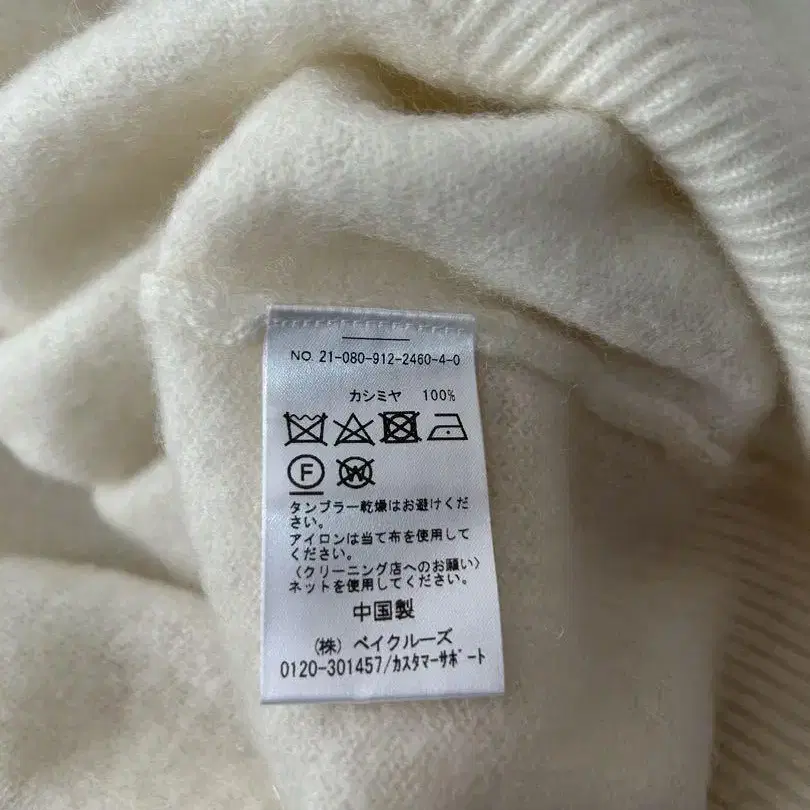 NO. 21-080-912-2460-4-0
カシミヤ 100%
F W
タンブラー乾燥はお避けくだ
さい。
アイロンは当て布を使用して
ください。
〈クリーニング店へのお願い〉
ネットを使用してください。
中国製
(株) ベイクルーズ
0120-301457/カスタマーサポート